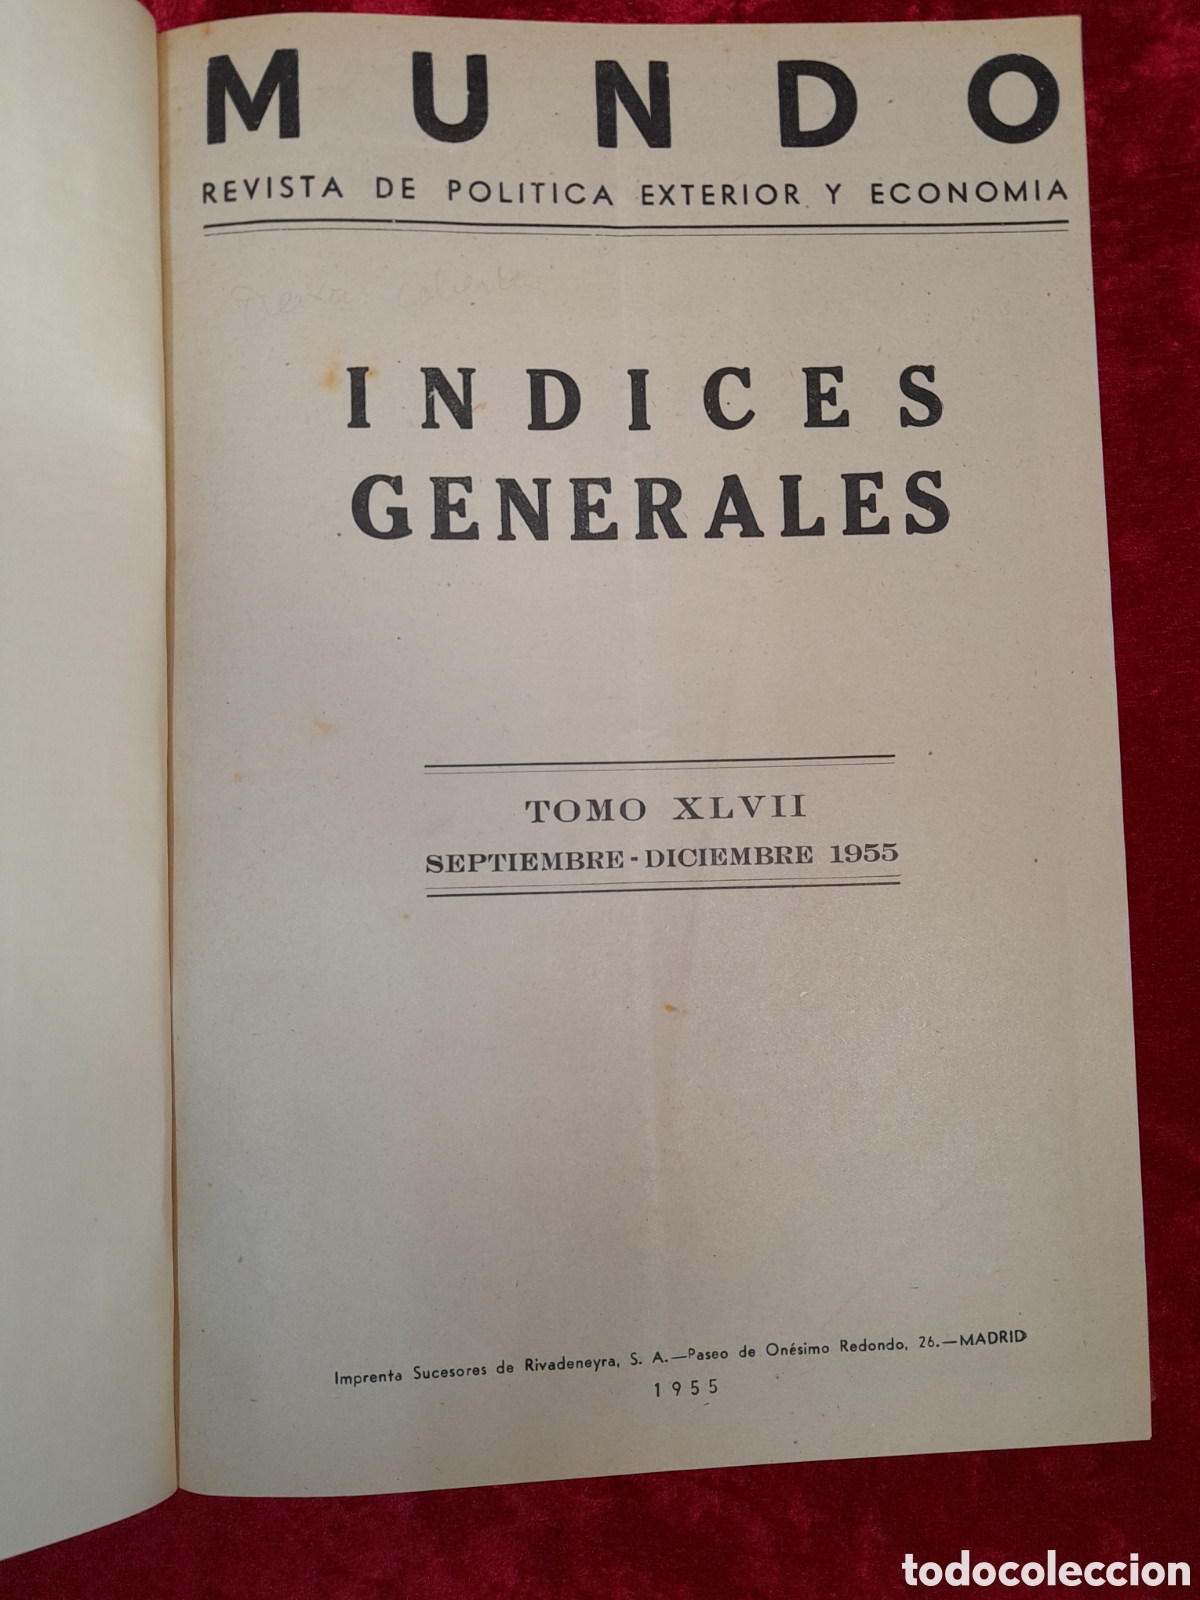 MUNDO
REVISTA DE POLITICA EXTERIOR Y ECONOMIA
INDICES
GENERALES
TOMO XLVII
SEPTIEMBRE - DICIEMBRE 1955
Imprenta Sucesores de Rivadeneyra, S. A.—Paseo de Onésimo Redondo, 26.—MADRID
1955
todocoleccion